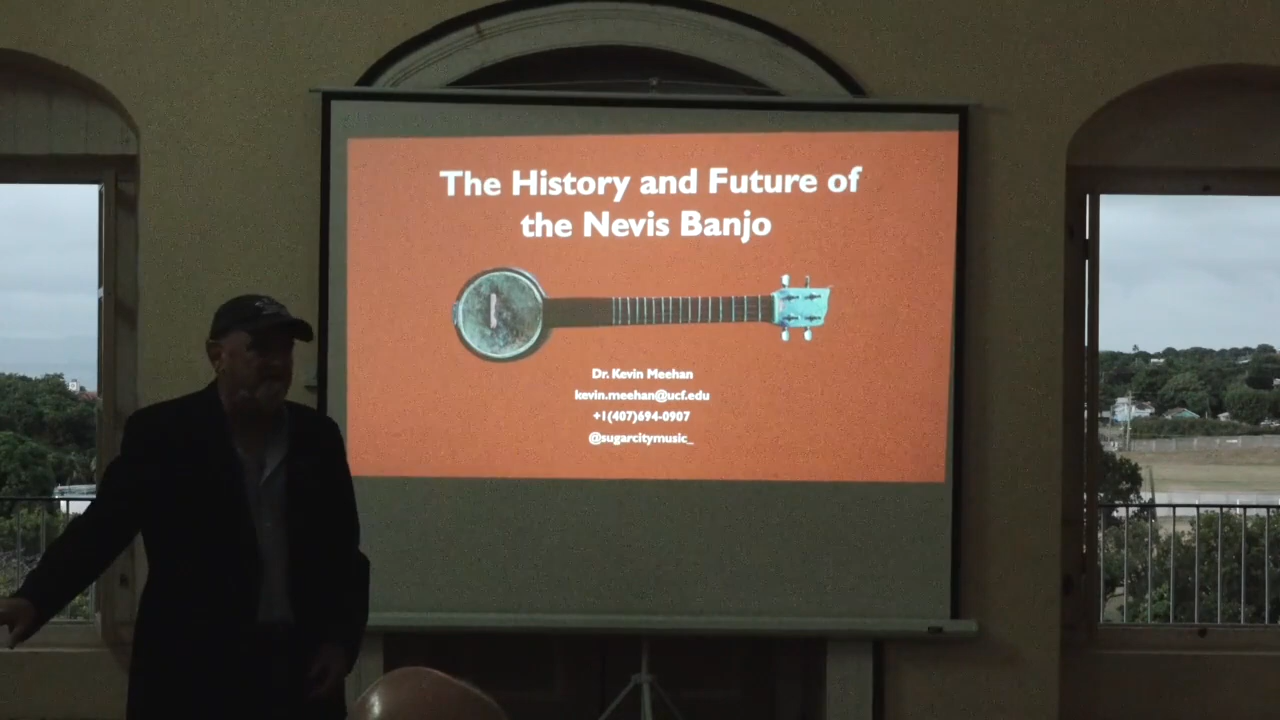 The History and Future of
the Nevis Banjo
Dr. Kevin Meehan
kevin.meehan@ucf.edu
+1(407)694-0907
@sugarcitymusic_